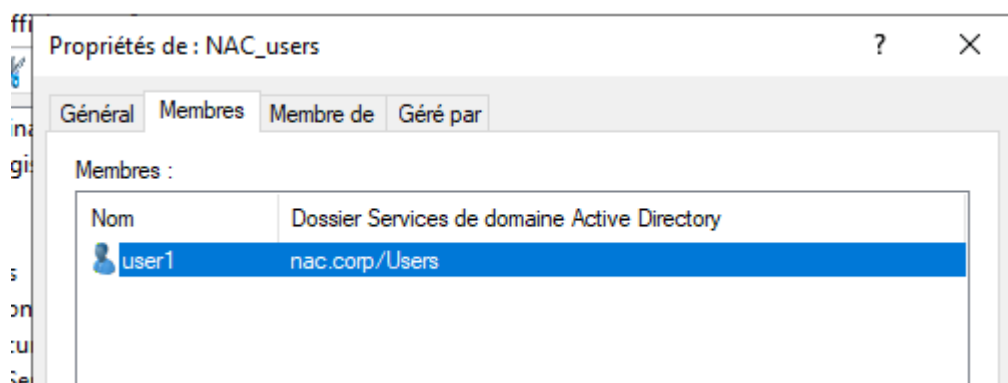 Propriétés de : NAC_users
?
Général Membres Membre de Géré par
Membres :
Nom Dossier Services de domaine Active Directory
user1 nac.corp/Users